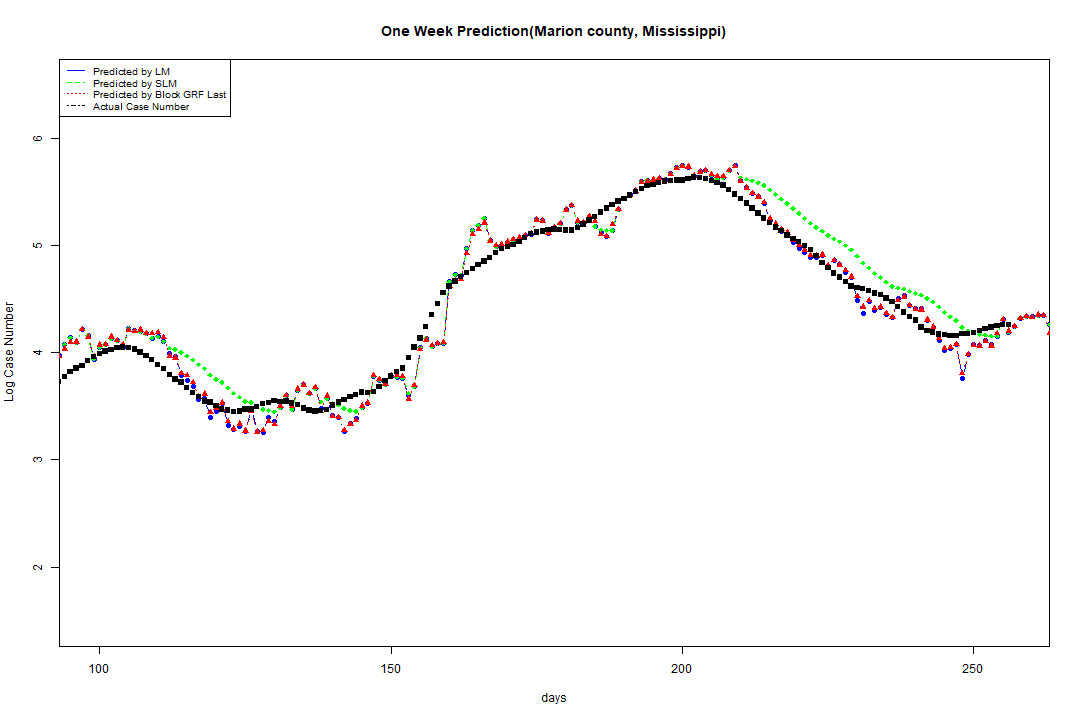 One Week Prediction(Marion county, Mississippi)
Predicted by LM
Predicted by SLM
Predicted by Block GRF Last
Actual Case Number
6
5
4
3
2
Log Case Number
100
150
200
250
days